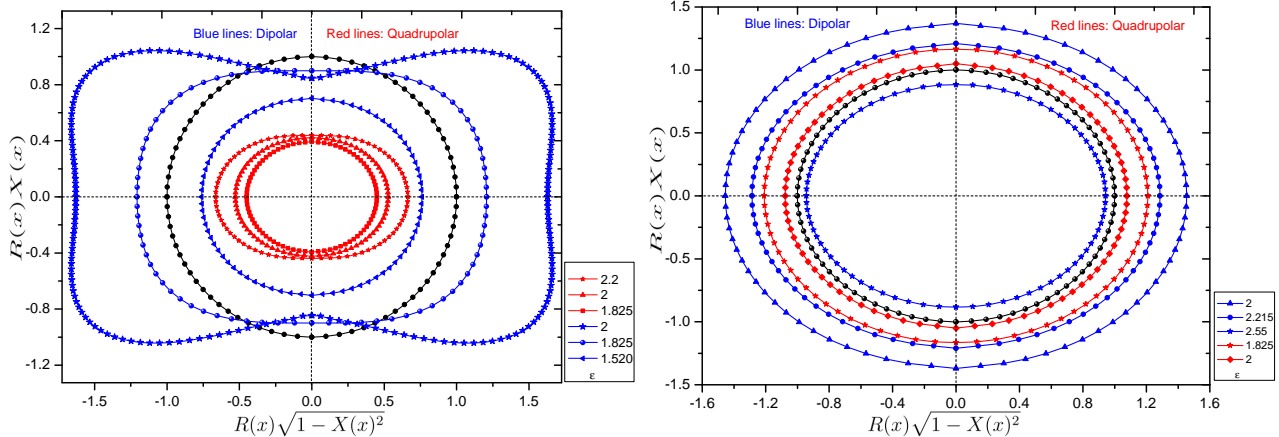 Blue lines: Dipolar Red lines: Quadrupolar
1.2
0.8
0.4
0.0
-0.4
-0.8
-1.2
R(x)X(x)
-1.5 -1.0 -0.5 0.0 0.5 1.0 1.5
R(x)√1 − X(x)²
2.2
2
1.825
2
1.825
1.520
ε
Blue lines: Dipolar Red lines: Quadrupolar
1.5
1.0
0.5
0.0
-0.5
-1.0
-1.5
R(x)X(x)
-1.6 -1.2 -0.8 -0.4 0.0 0.4 0.8 1.2 1.6
R(x)√1 − X(x)²
2
2.215
2.55
1.825
2
ε